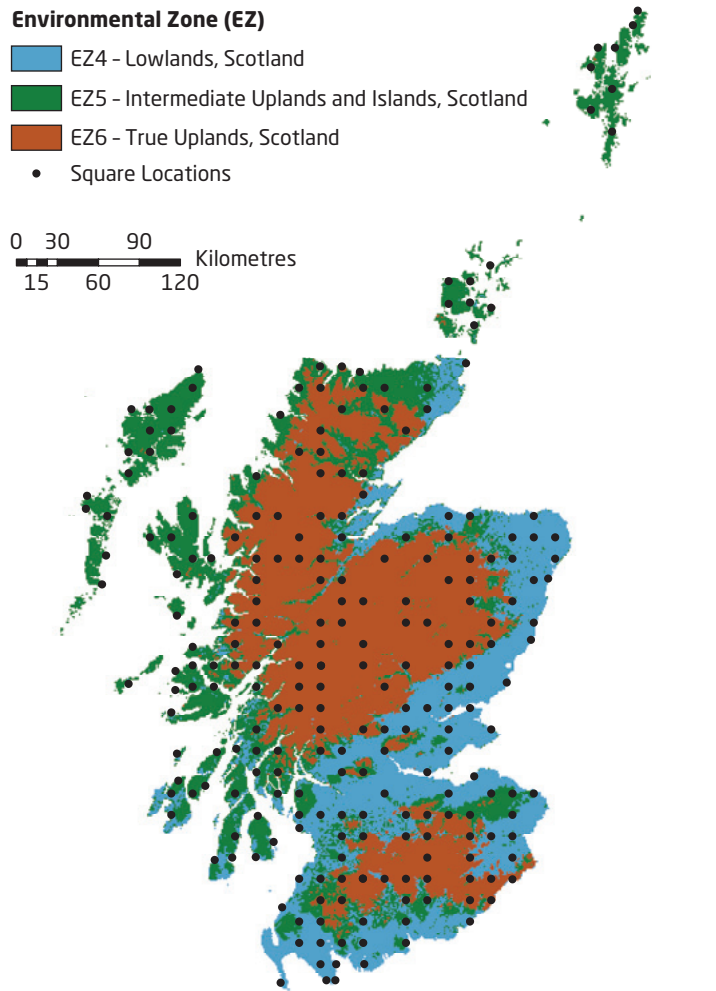 Environmental Zone (EZ)
EZ4 – Lowlands, Scotland
EZ5 – Intermediate Uplands and Islands, Scotland
EZ6 – True Uplands, Scotland
Square Locations
0 30 90
Kilometres
15 60 120